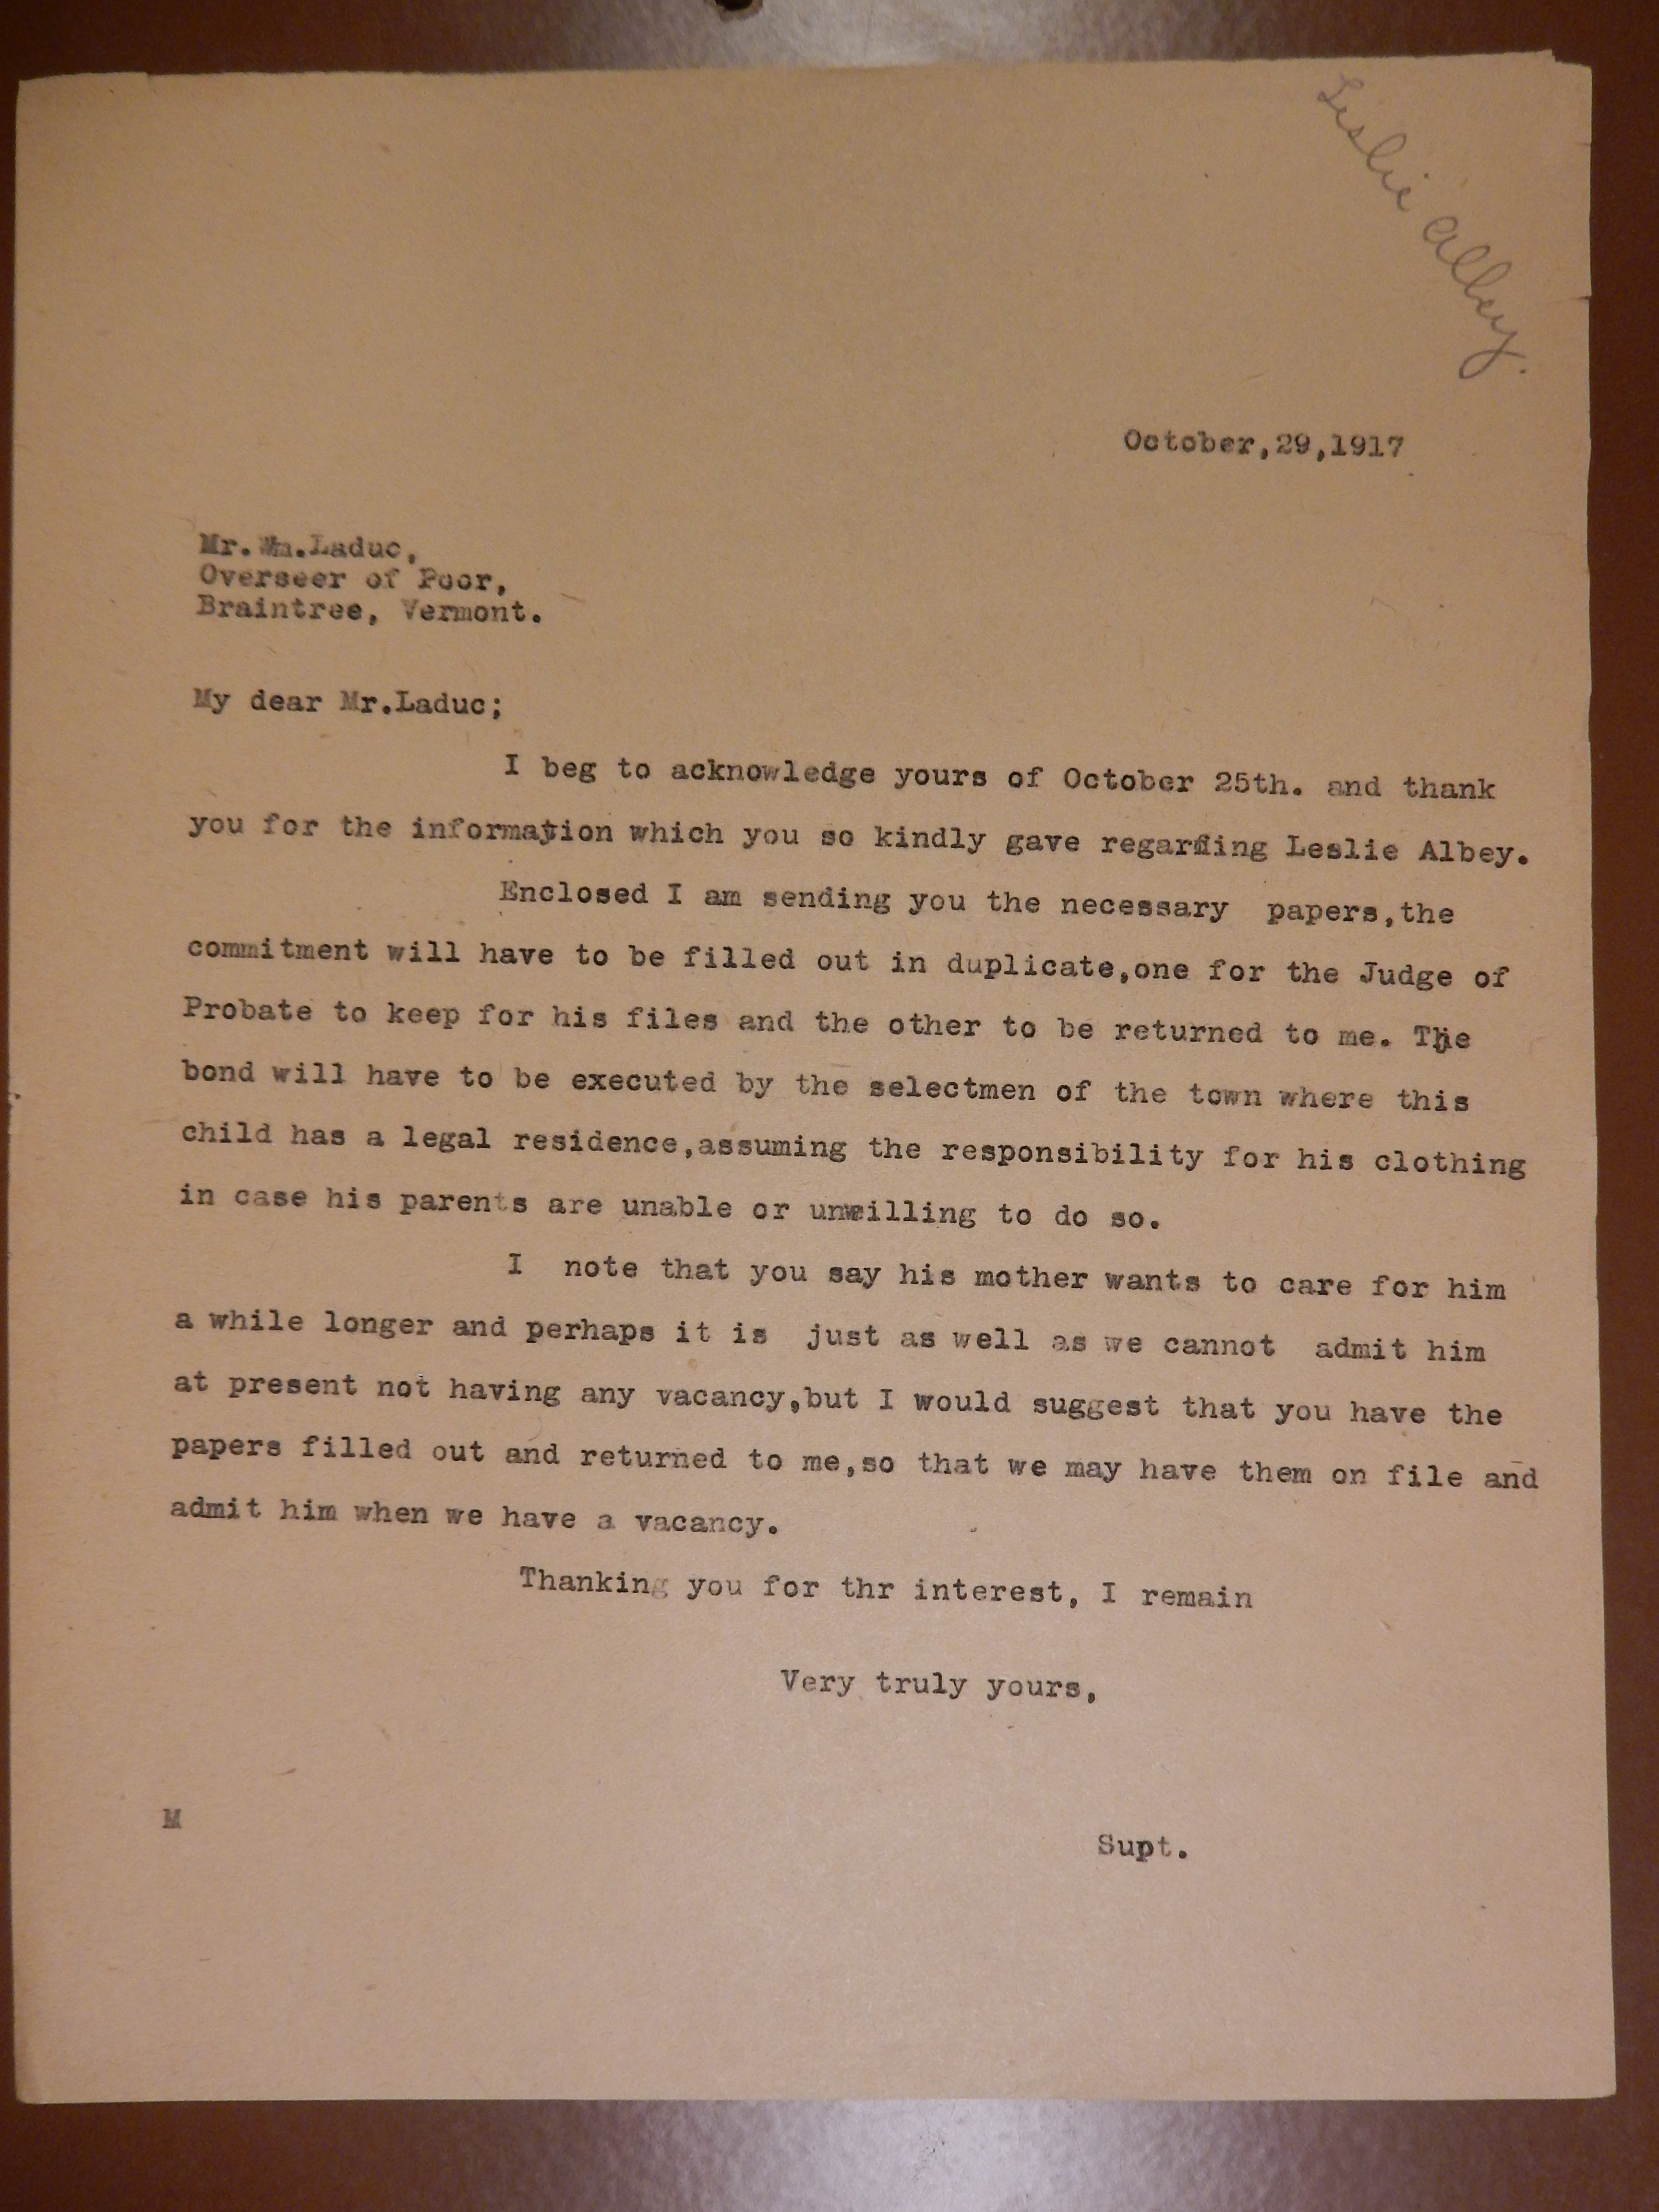 Leslie Albey.
October,29,1917
Mr.Wm.Laduc,
Overseer of Poor,
Braintree, Vermont.
My dear Mr.Laduc;
I beg to acknowledge yours of October 25th. and thank
you for the information which you so kindly gave regarding Leslie Albey.
Enclosed I am sending you the necessary papers,the
commitment will have to be filled out in duplicate,one for the Judge of
Probate to keep for his files and the other to be returned to me. The
bond will have to be executed by the selectmen of the town where this
child has a legal residence,assuming the responsibility for his clothing
in case his parents are unable or unwilling to do so.
I note that you say his mother wants to care for him
a while longer and perhaps it is just as well as we cannot admit him
at present not having any vacancy,but I would suggest that you have the
papers filled out and returned to me,so that we may have them on file and
admit him when we have a vacancy.
Thanking you for thr interest, I remain
Very truly yours,
M
Supt.